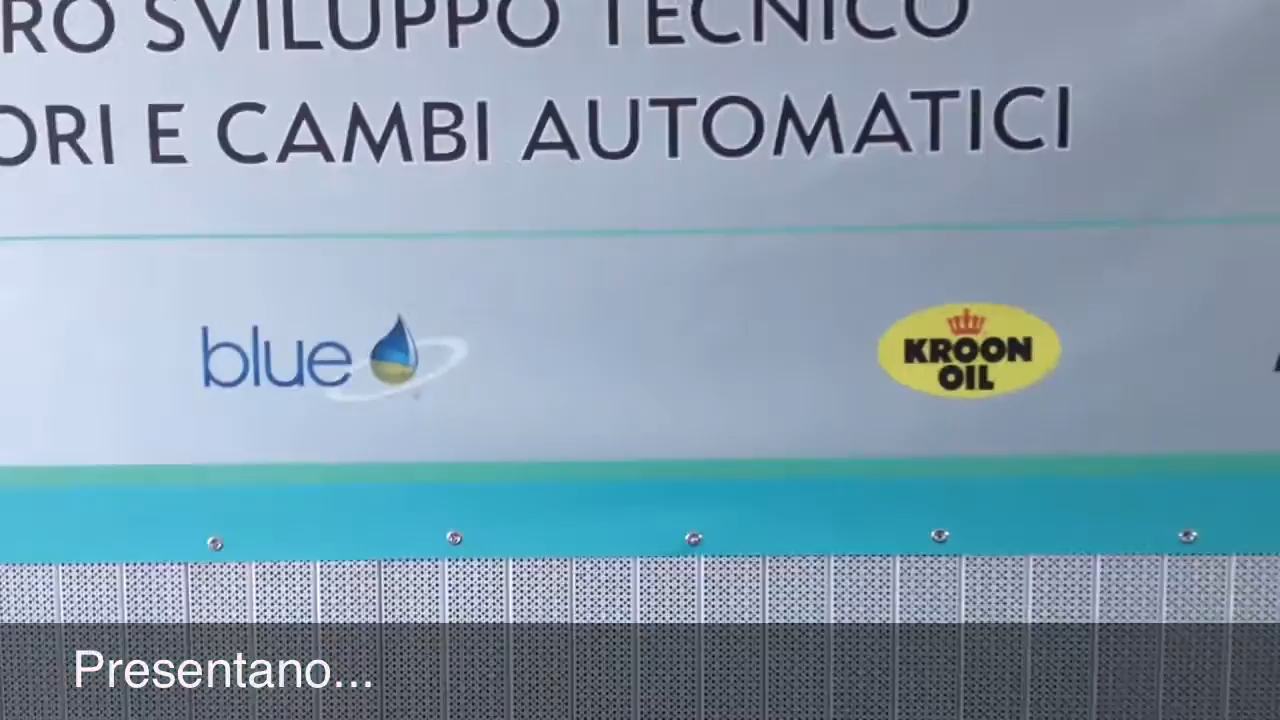 RO SVILUPPO TECNICO
ORI E CAMBI AUTOMATICI
blue
KROON
OIL
Presentano...